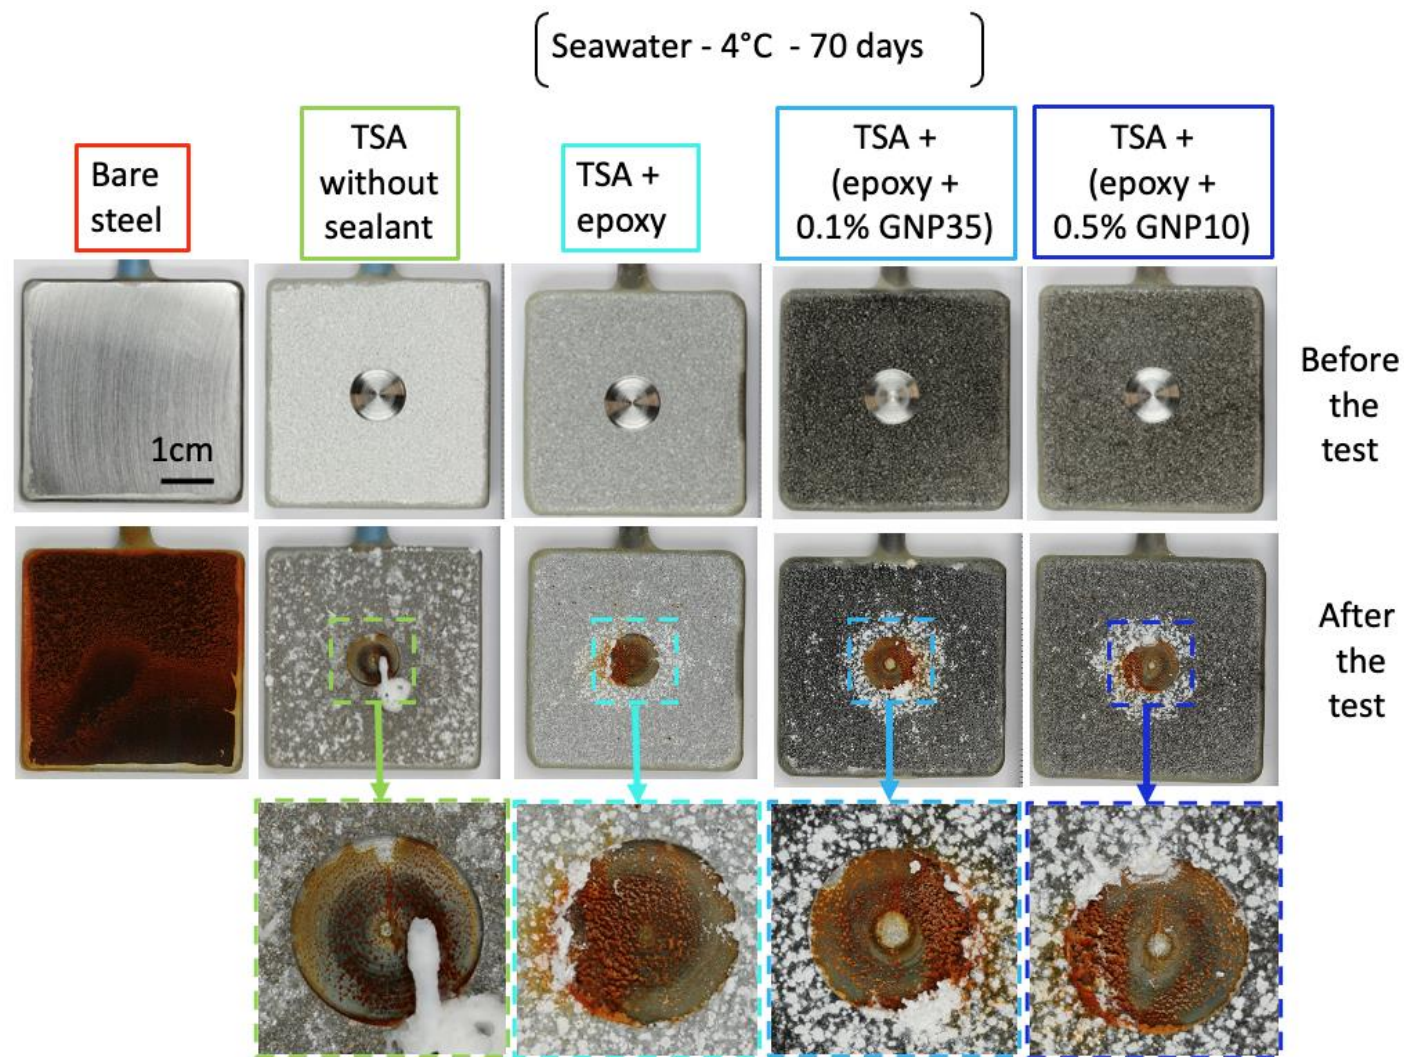 Seawater - 4°C - 70 days
Bare
steel
TSA
without
sealant
TSA +
epoxy
TSA +
(epoxy +
0.1% GNP35)
TSA +
(epoxy +
0.5% GNP10)
1cm
Before
the
test
After
the
test